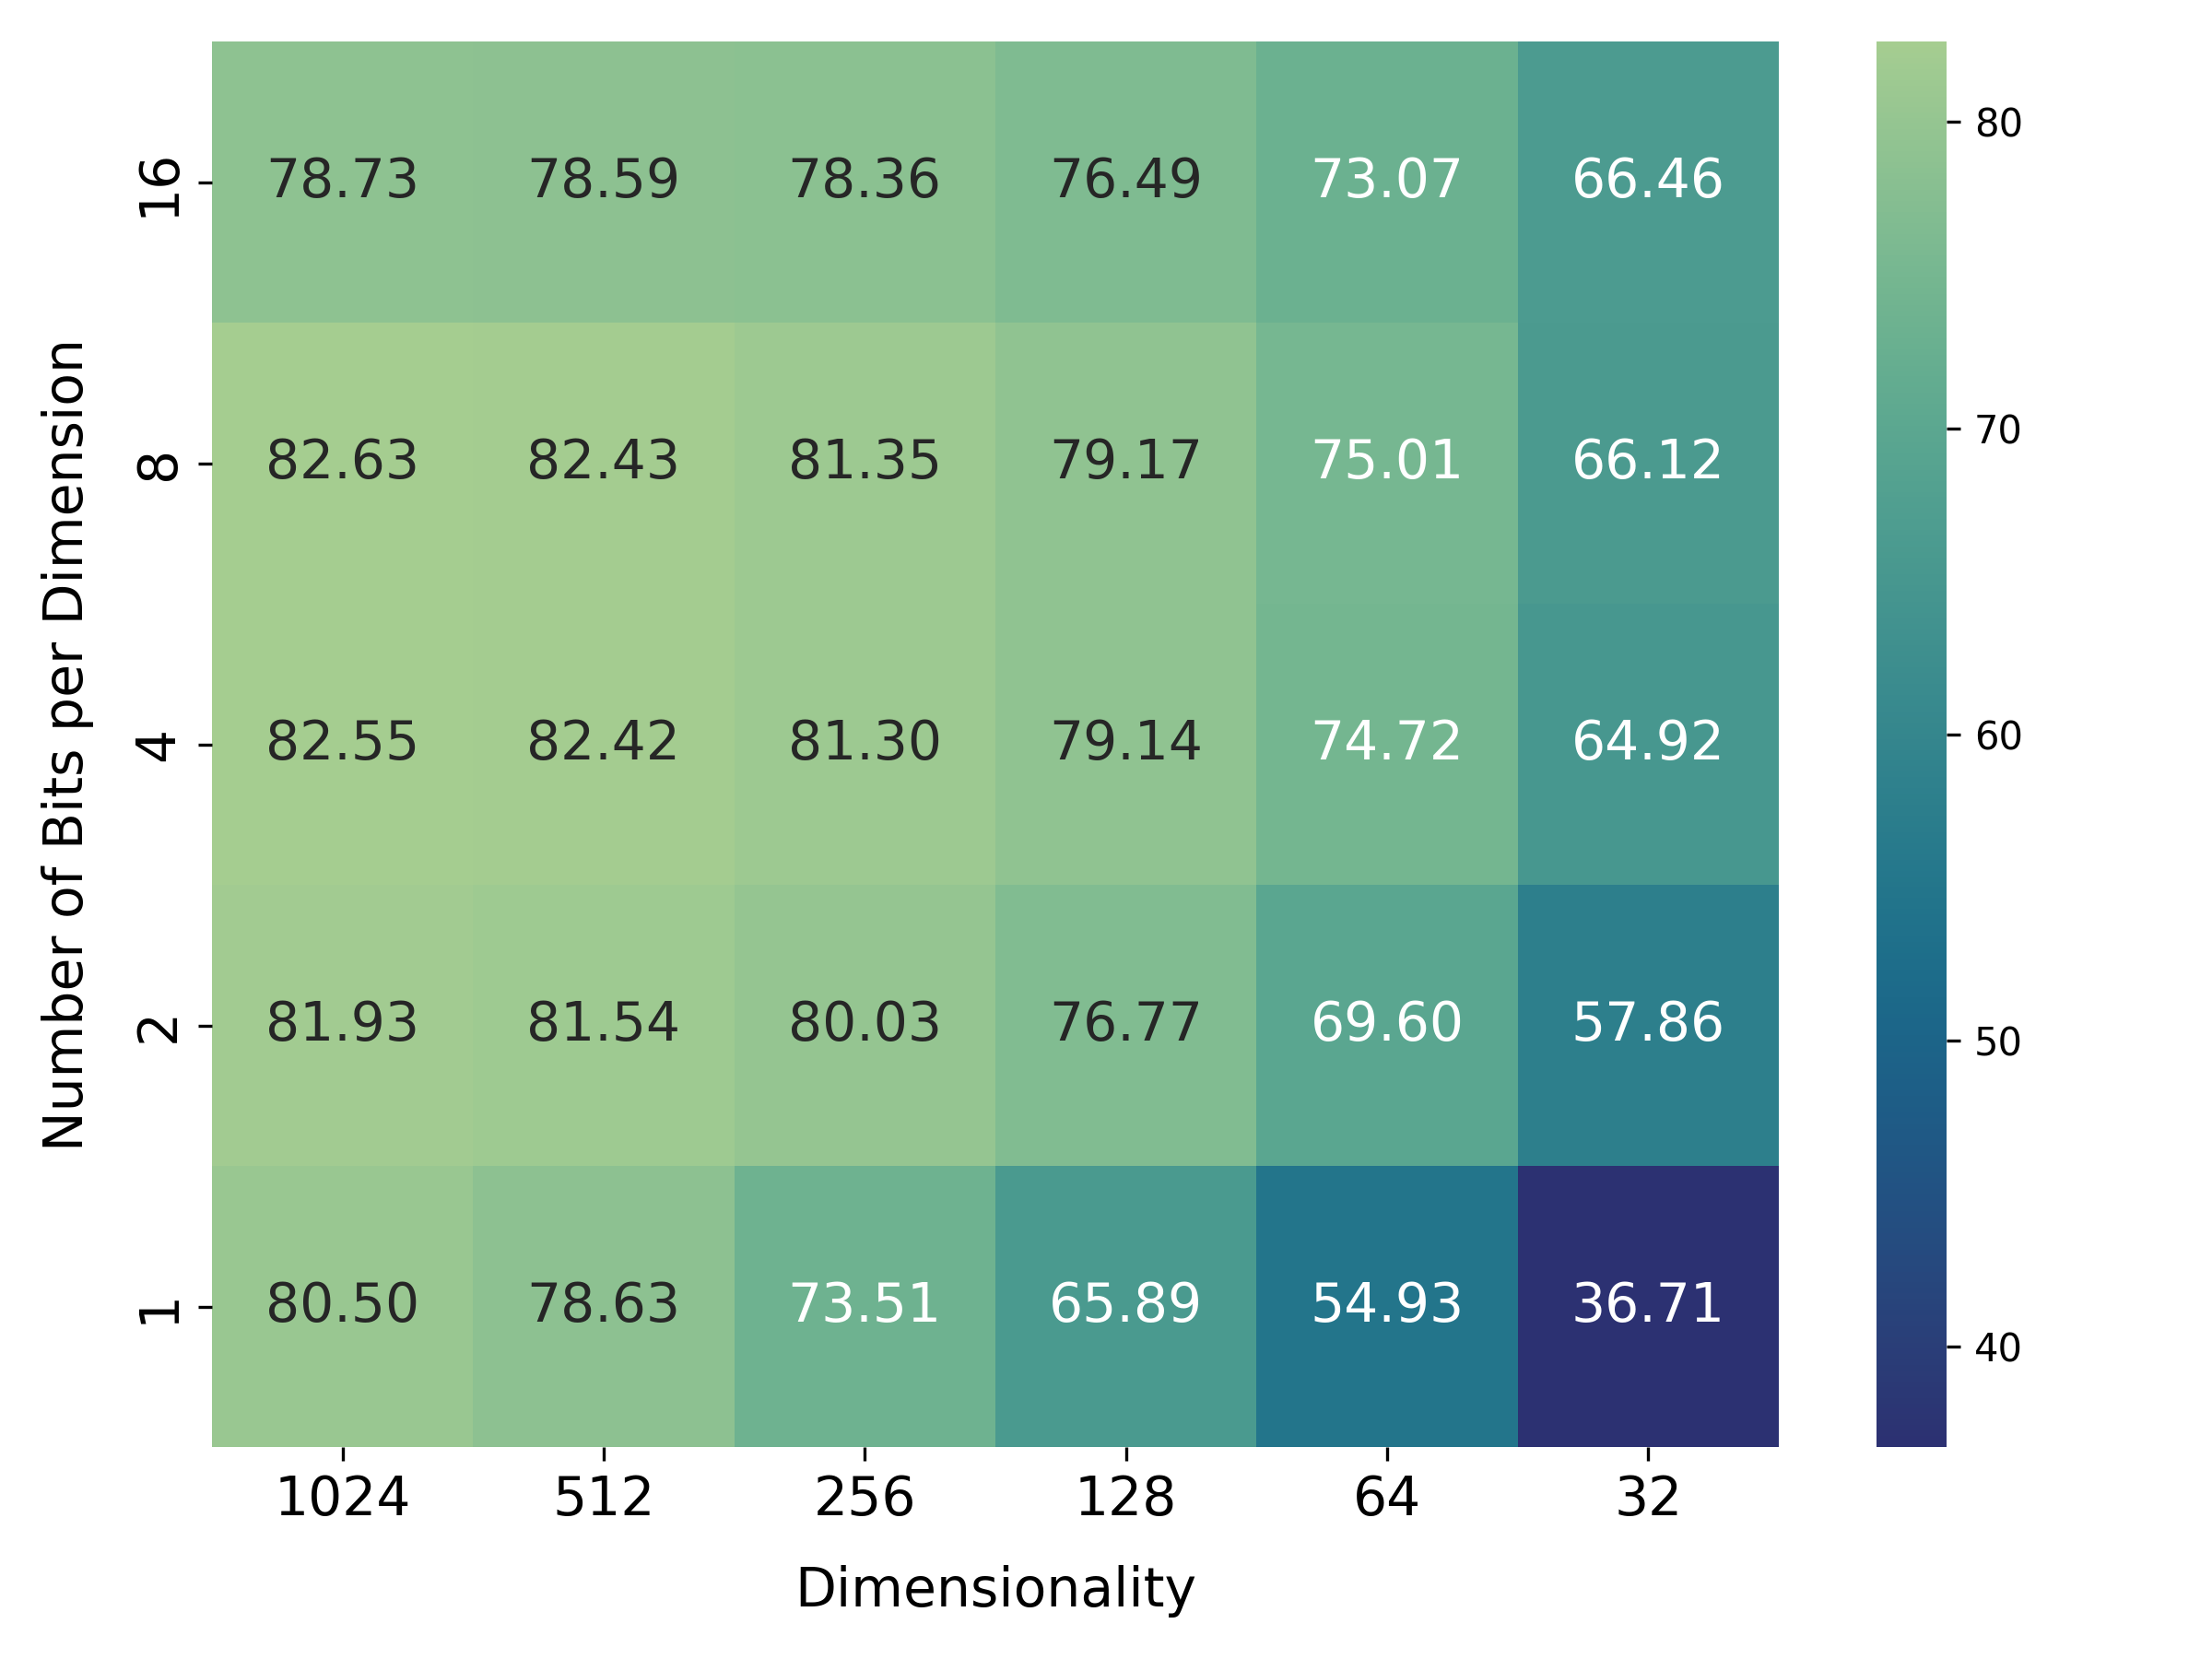 Number of Bits per Dimension
16 78.73 78.59 78.36 76.49 73.07 66.46
8 82.63 82.43 81.35 79.17 75.01 66.12
4 82.55 82.42 81.30 79.14 74.72 64.92
2 81.93 81.54 80.03 76.77 69.60 57.86
1 80.50 78.63 73.51 65.89 54.93 36.71
1024 512 256 128 64 32
Dimensionality
80
70
60
50
40